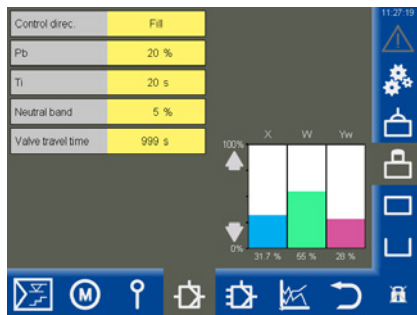 11:27:19
Control direc. Fill
Pb 20 %
Ti 20 s
Neutral band 5 %
Valve travel time 999 s
X W Yw
100%
0%
31.7 % 55 % 28 %
M